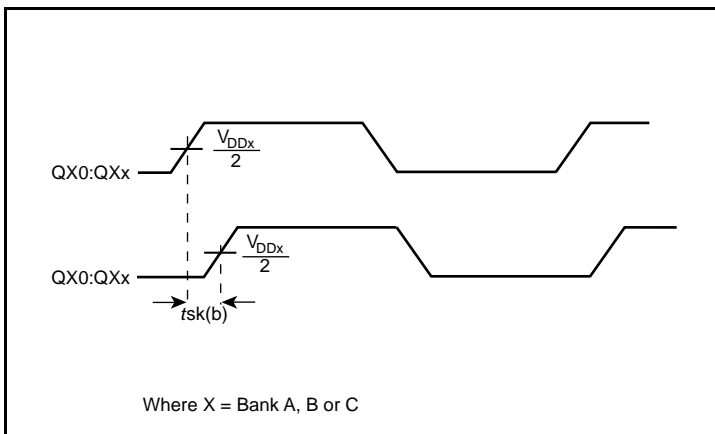 QX0:QXx
VDDx
2
QX0:QXx
VDDx
2
tsk(b)
Where X = Bank A, B or C